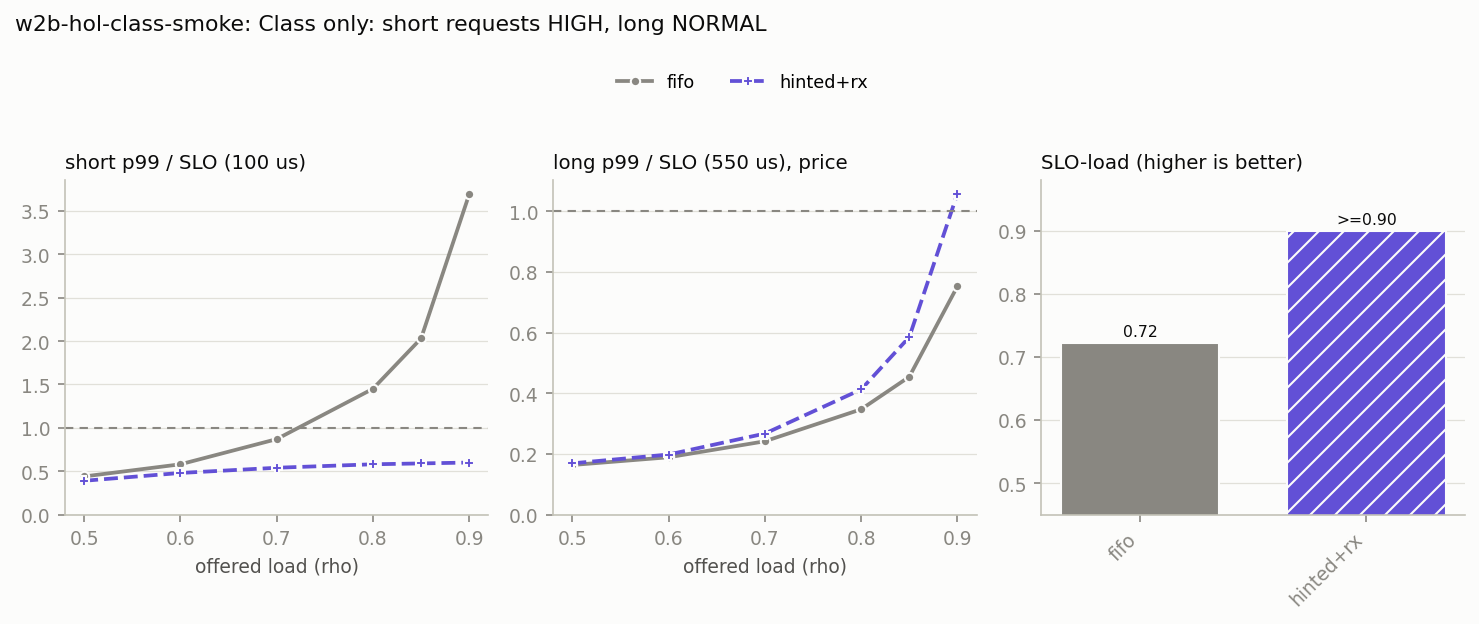 w2b-hol-class-smoke: Class only: short requests HIGH, long NORMAL
fifo
hinted+rx
short p99 / SLO (100 us)
3.5
3.0
2.5
2.0
1.5
1.0
0.5
0.0
0.5 0.6 0.7 0.8 0.9
offered load (rho)
long p99 / SLO (550 us), price
1.0
0.8
0.6
0.4
0.2
0.0
0.5 0.6 0.7 0.8 0.9
offered load (rho)
SLO-load (higher is better)
0.9
0.8
0.7
0.6
0.5
0.72
>=0.90
fifo
hinted+rx